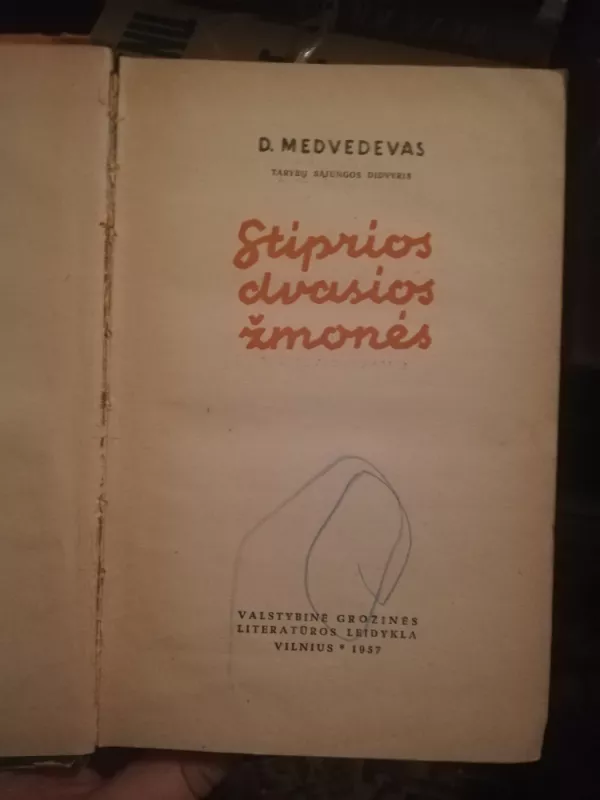 D. MEDVEDEVAS
TARYBŲ SĄJUNGOS DIDVYRIS
Stiprios
dvasios
žmonės
VALSTYBINĖ GROŽINĖS
LITERATŪROS LEIDYKLA
VILNIUS * 1957